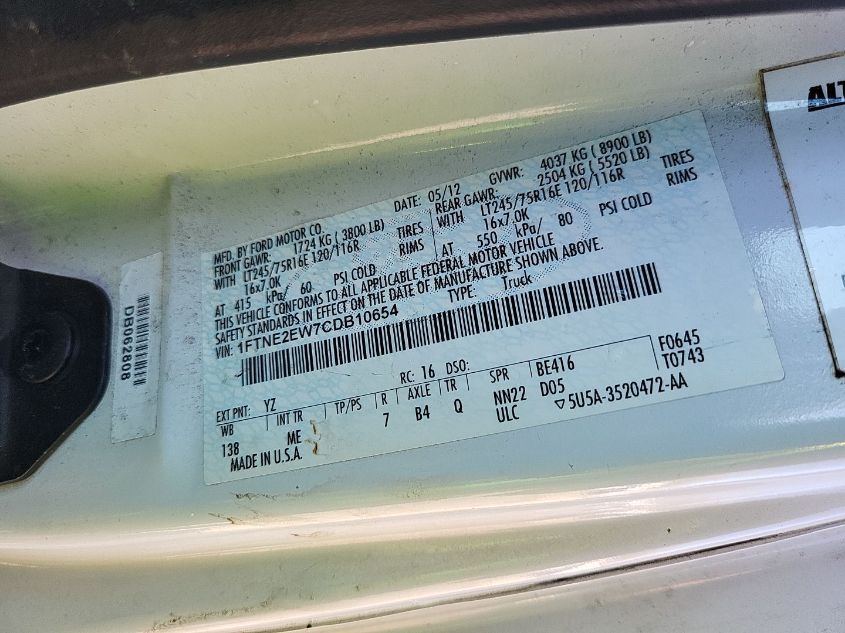 MFD. BY FORD MOTOR CO.
DATE: 05/12 GVWR: 4037 KG ( 8900 LB)
FRONT GAWR: 1724 KG ( 3800 LB) REAR GAWR: 2504 KG ( 5520 LB)
WITH LT245/75R16E 120/116R TIRES WITH LT245/75R16E 120/116R TIRES
16x7.0K RIMS 16x7.0K RIMS
AT 415 kPa/ 60 PSI COLD AT 550 kPa/ 80 PSI COLD
THIS VEHICLE CONFORMS TO ALL APPLICABLE FEDERAL MOTOR VEHICLE
SAFETY STANDARDS IN EFFECT ON THE DATE OF MANUFACTURE SHOWN ABOVE.
VIN: 1FTNE2EW7CDB10654 TYPE: Truck
EXT PNT: YZ RC: 16 DSO: BE416 F0645
WB INT TR TP/PS R AXLE TR SPR NN22 D05 T0743
138 ME 7 B4 Q ULC ▽5U5A-3520472-AA
MADE IN U.S.A.
DB062808